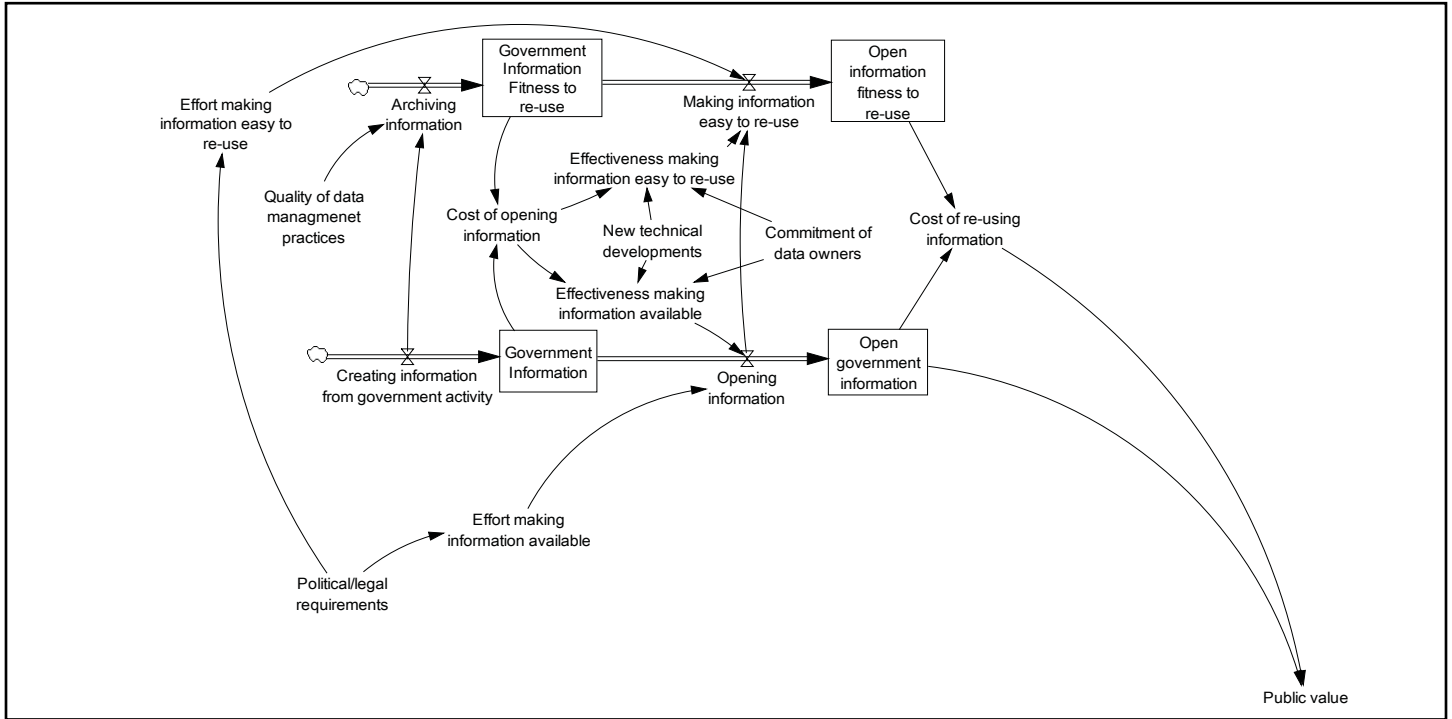 Government
Information
Fitness to
re-use
Open
information
fitness to
re-use
Effort making
information easy to
re-use
Archiving
information
Making information
easy to re-use
Effectiveness making
information easy to re-use
Quality of data
managmenet
practices
Cost of opening
information
New technical
developments
Commitment of
data owners
Cost of re-using
information
Effectiveness making
information available
Creating information
from government activity
Government
Information
Opening
information
Open
government
information
Effort making
information available
Political/legal
requirements
Public value